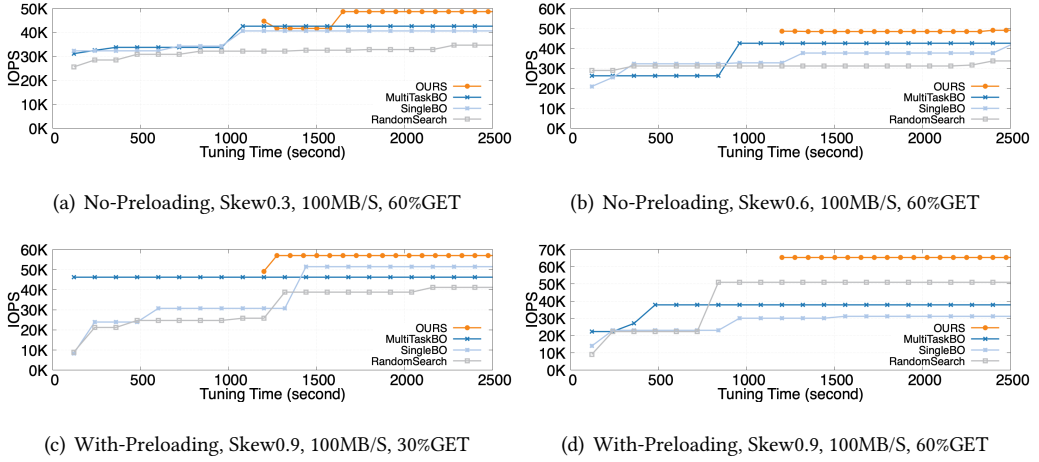 50K
40K
30K
20K
10K
0K
IOPS
OURS
MultiTaskBO
SingleBO
RandomSearch
0 500 1000 1500 2000 2500
Tuning Time (second)
(a) No-Preloading, Skew0.3, 100MB/S, 60%GET
60K
50K
40K
30K
20K
10K
0K
IOPS
OURS
MultiTaskBO
SingleBO
RandomSearch
0 500 1000 1500 2000 2500
Tuning Time (second)
(b) No-Preloading, Skew0.6, 100MB/S, 60%GET
60K
50K
40K
30K
20K
10K
0K
IOPS
OURS
MultiTaskBO
SingleBO
RandomSearch
0 500 1000 1500 2000 2500
Tuning Time (second)
(c) With-Preloading, Skew0.9, 100MB/S, 30%GET
70K
60K
50K
40K
30K
20K
10K
0K
IOPS
OURS
MultiTaskBO
SingleBO
RandomSearch
0 500 1000 1500 2000 2500
Tuning Time (second)
(d) With-Preloading, Skew0.9, 100MB/S, 60%GET